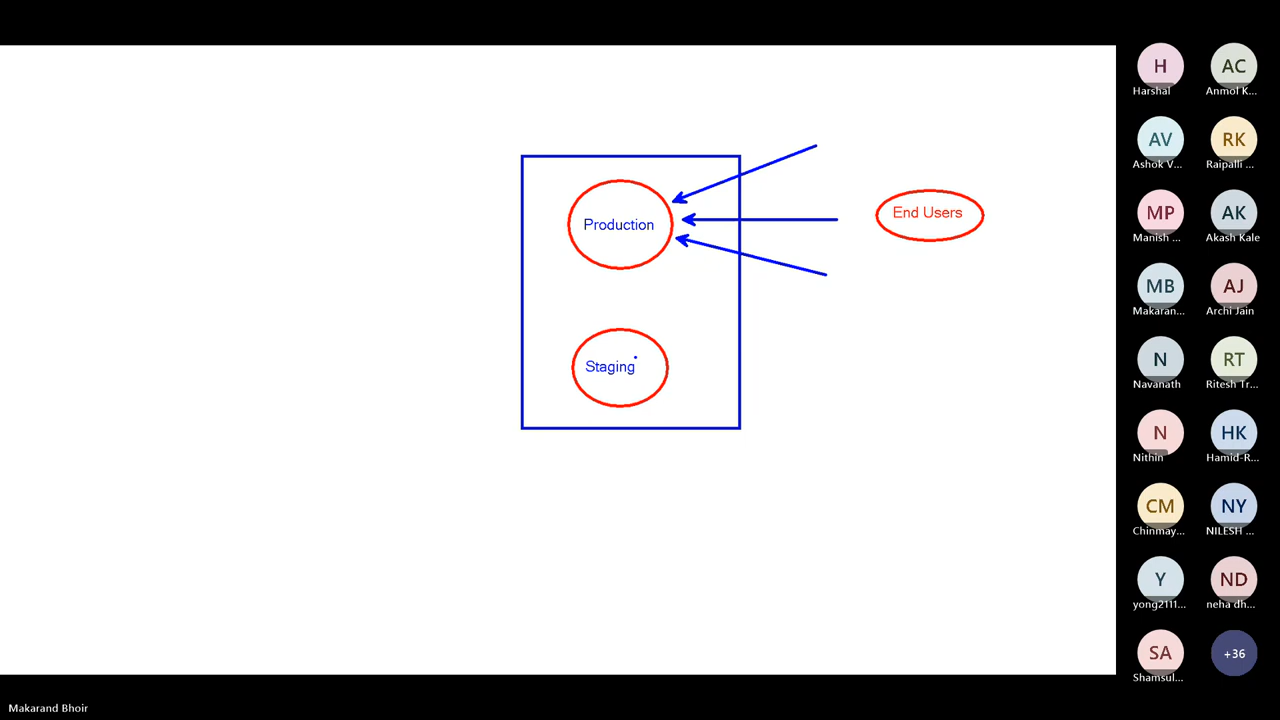 Production
End Users
Staging
H
Harshal
AC
Anmol K...
AV
Ashok V...
RK
Raipalli ...
MP
Manish ...
AK
Akash Kale
MB
Makaran...
AJ
Archi Jain
N
Navanath
RT
Ritesh Tr...
N
Nithin
HK
Hamid-R...
CM
Chinmay...
NY
NILESH ...
Y
yong2111...
ND
neha dh...
SA
Shamsul...
+36
Makarand Bhoir